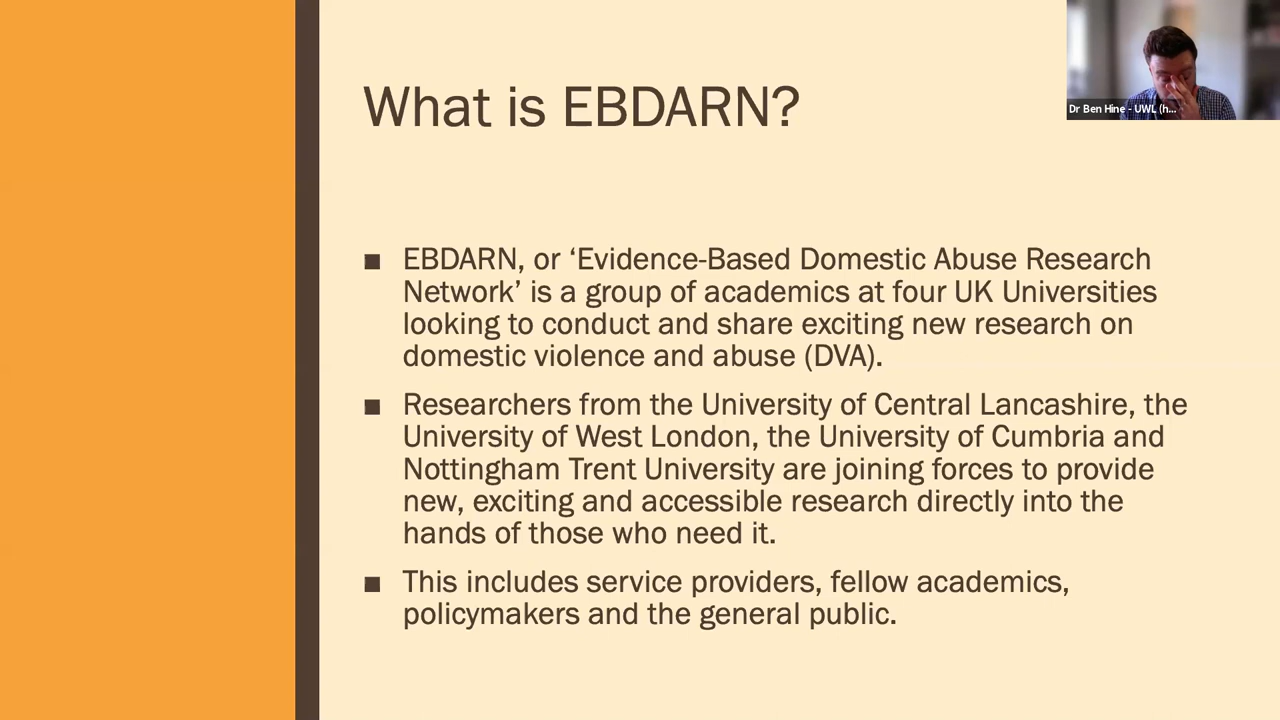 Dr Ben Hine - UWL (h...
What is EBDARN?
■ EBDARN, or ‘Evidence-Based Domestic Abuse Research
Network’ is a group of academics at four UK Universities
looking to conduct and share exciting new research on
domestic violence and abuse (DVA).
■ Researchers from the University of Central Lancashire, the
University of West London, the University of Cumbria and
Nottingham Trent University are joining forces to provide
new, exciting and accessible research directly into the
hands of those who need it.
■ This includes service providers, fellow academics,
policymakers and the general public.